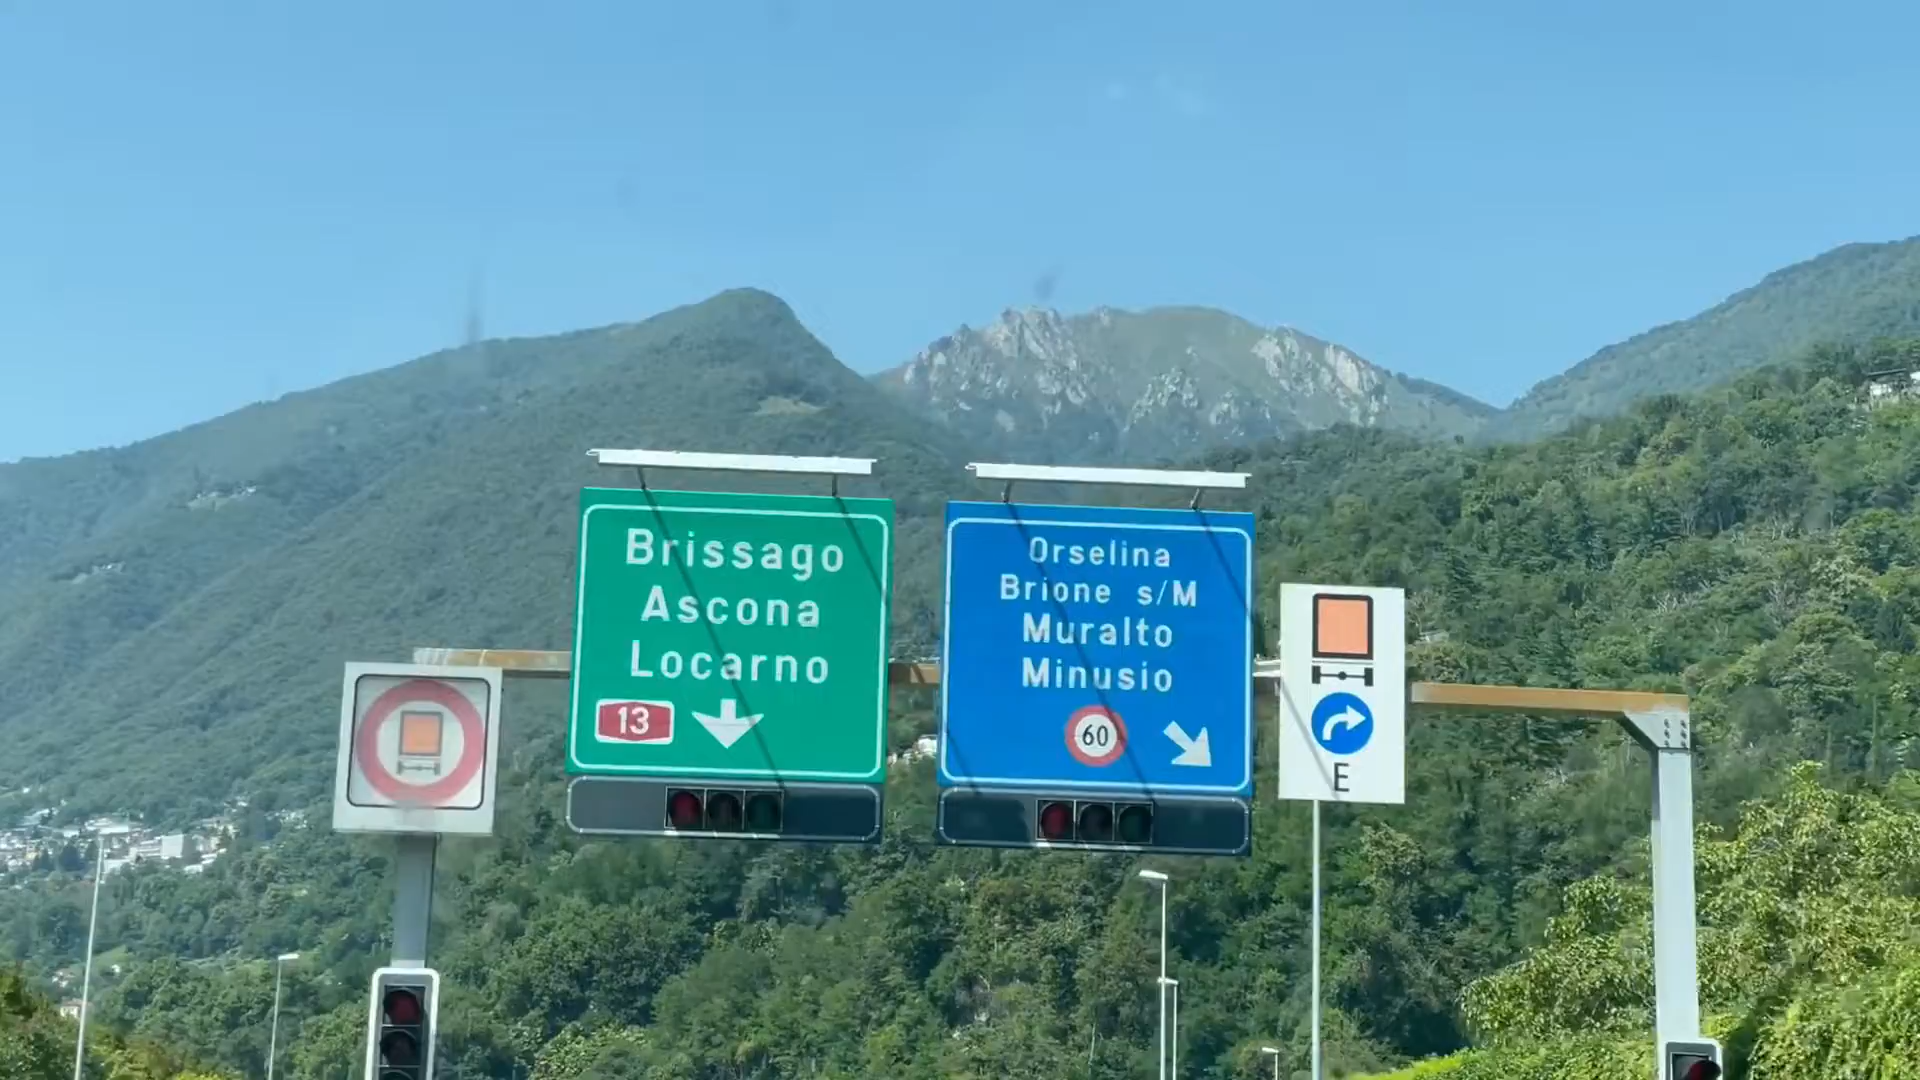 Brissago
Ascona
Locarno
13
Orselina
Brione s/M
Muralto
Minusio
60
E